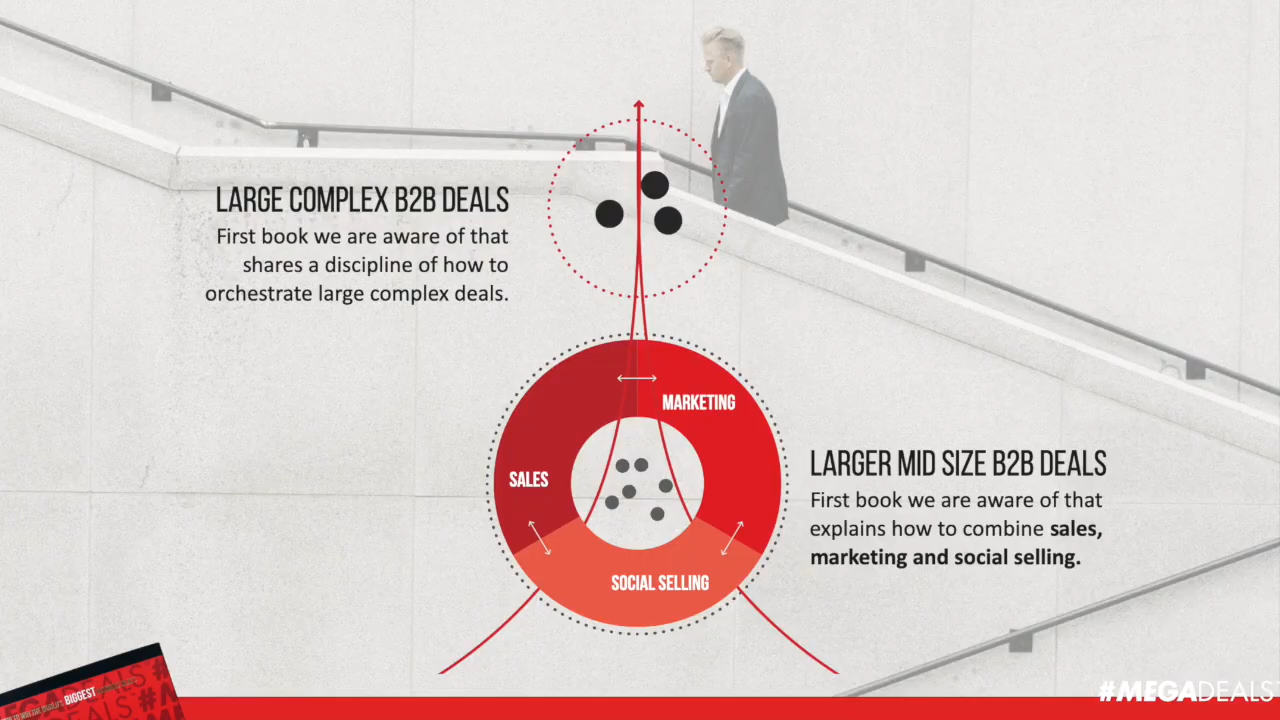 LARGE COMPLEX B2B DEALS
First book we are aware of that
shares a discipline of how to
orchestrate large complex deals.
MARKETING
SALES
SOCIAL SELLING
LARGER MID SIZE B2B DEALS
First book we are aware of that
explains how to combine sales,
marketing and social selling.
BIGGEST
#MEGADEALS